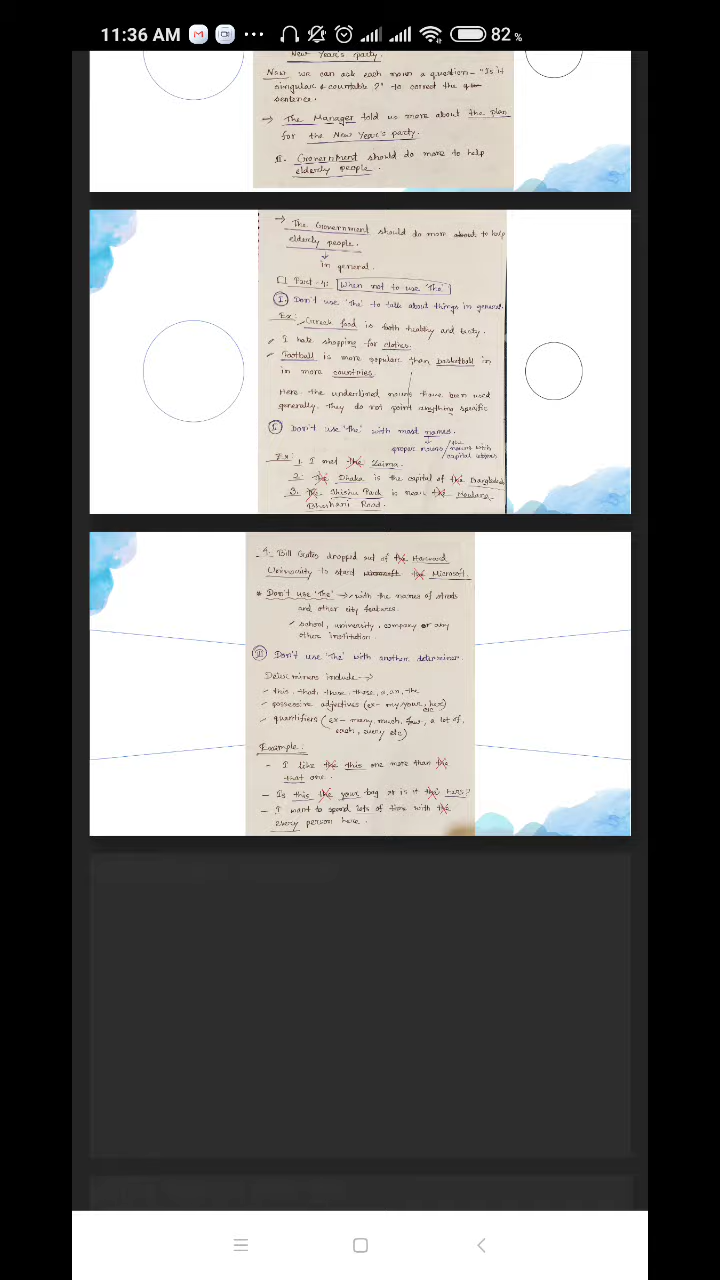 11:36 AM ... 82%
New Year's party.
Now we can ask each noun a question- "Is it
singular & countable?" to correct the
sentence.
→ The Manager told us more about the plan
for the New Year's party.
II. Government should do more to help
elderly people.
→ The Government should do more about to help
elderly people.
↓
in general.
Part-4: When not to use 'The'
I. Don't use 'The' to talk about things in general.
Ex: Greek food is both healthy and tasty.
I hate shopping for clothes.
Football is more popular than basketball in
in more countries
Here the underlined nouns have been used
generally. They do not point anything specific
II Don't use 'the' with most names.
proper nouns/the nouns with
capital letters
Ex: 1. I met the Zaima.
2. The Dhaka is the capital of the Bangladesh
3. The Shishu Park is near the Maulana
Bhashani Road.
4. Bill Gates dropped out of the Harvard
University to start Microsoft the Microsoft.
* Don't use 'The' → with the names of streets
and other city features
school, university, company or any
other institution.
III Don't use 'The' with another determiner.
Determiners include →
this, that, these, those, a, an, the
possessive adjectives (ex- my, your, her
etc)
quantifiers (ex- many, much, few, a lot of,
each, every etc)
Example:
- I like the this one more than the
that one.
- Is this the your bag or is it the hers?
- I want to spend lots of time with the
every person here.